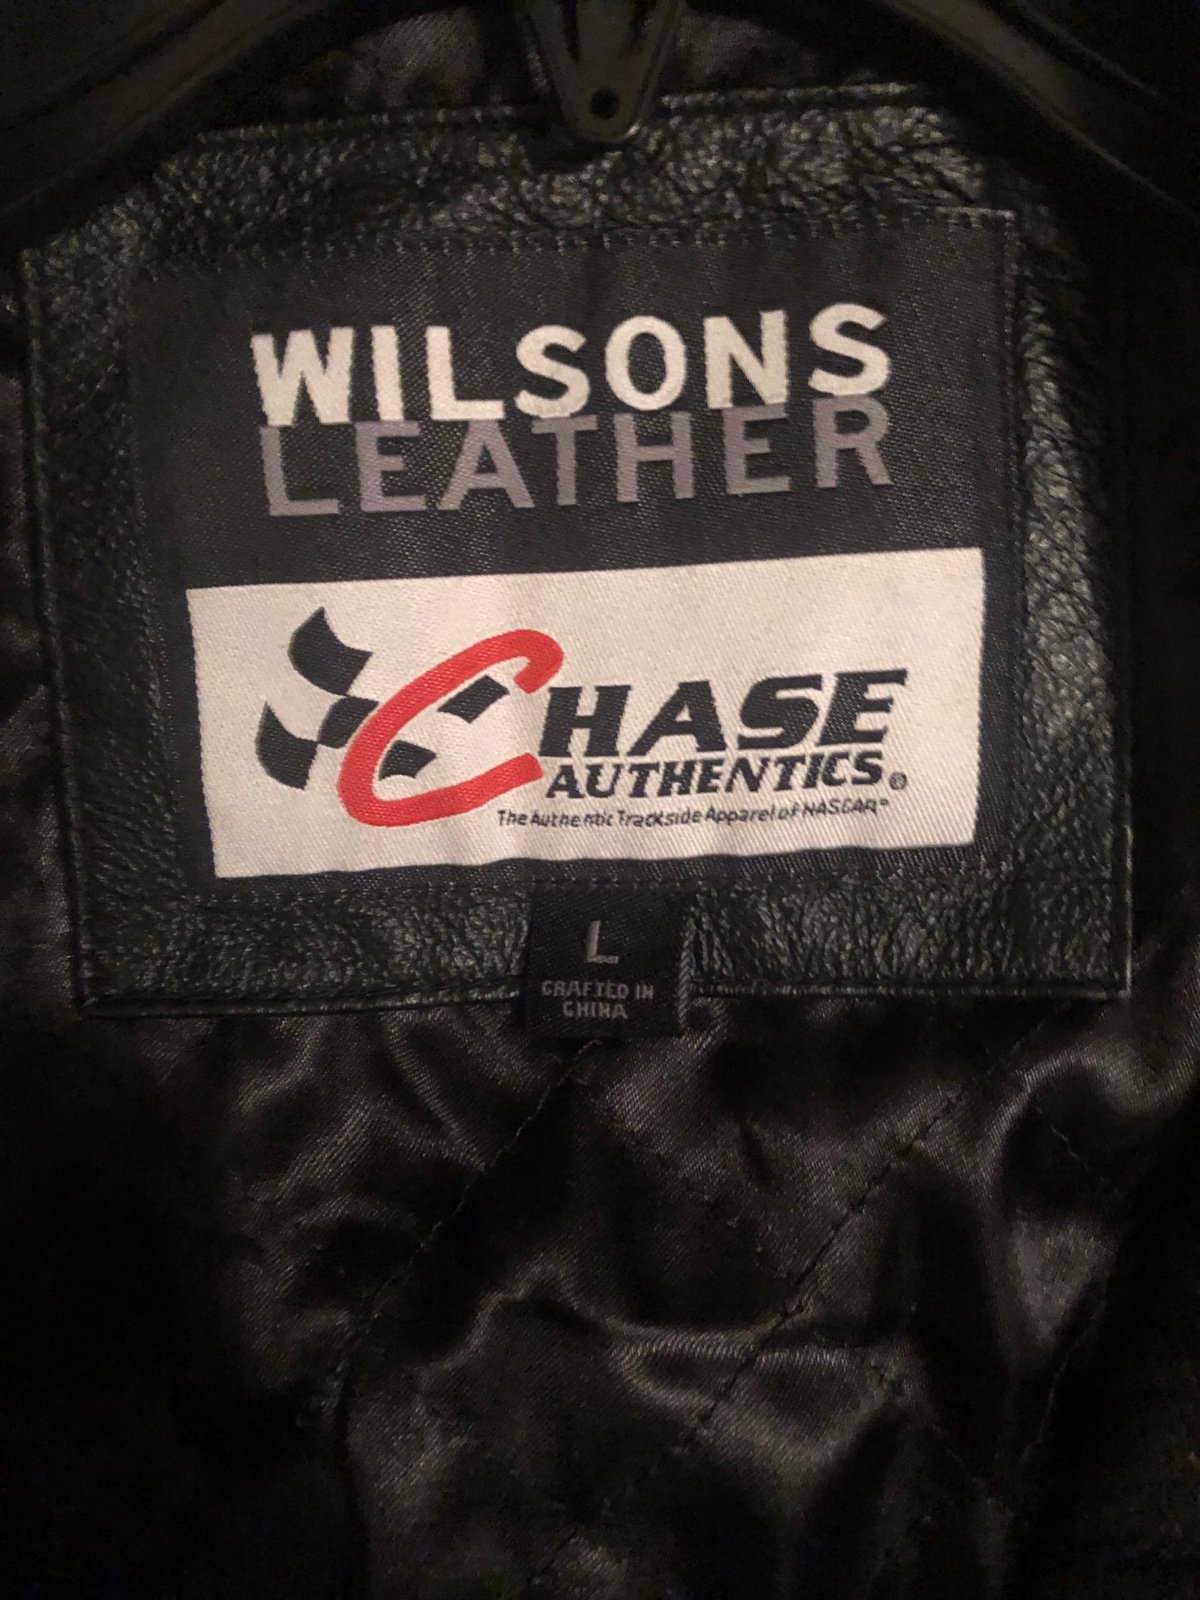 WILSONS
LEATHER
CHASE
AUTHENTICS®
The Authentic Trackside Apparel of NASCAR®
L
CRAFTED IN
CHINA